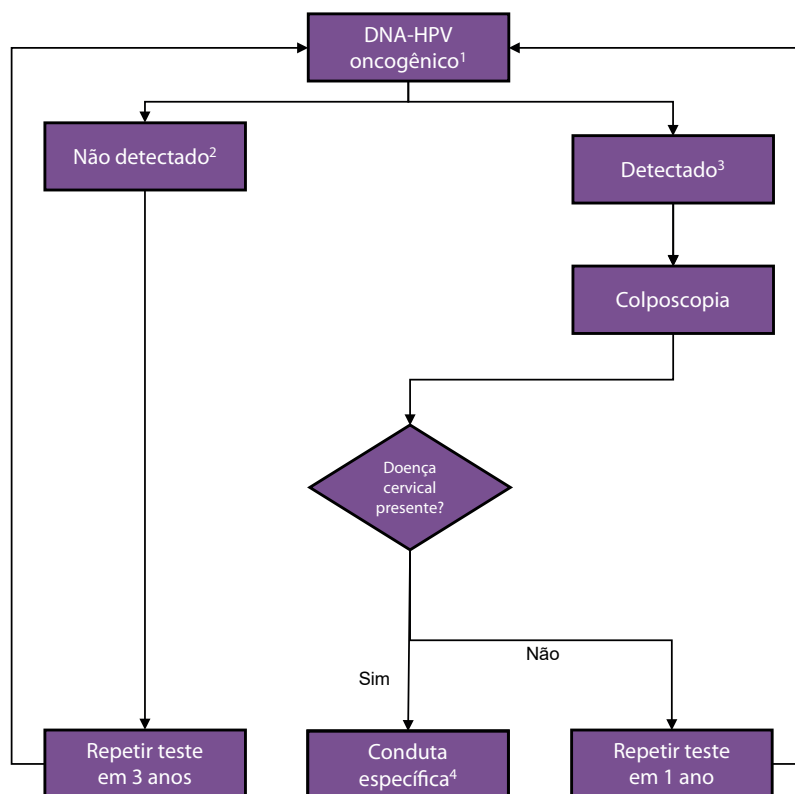 DNA-HPV
oncogênico¹
Não detectado²
Detectado³
Colposcopia
Doença
cervical
presente?
Não
Sim
Repetir teste
em 3 anos
Conduta
específica⁴
Repetir teste
em 1 ano